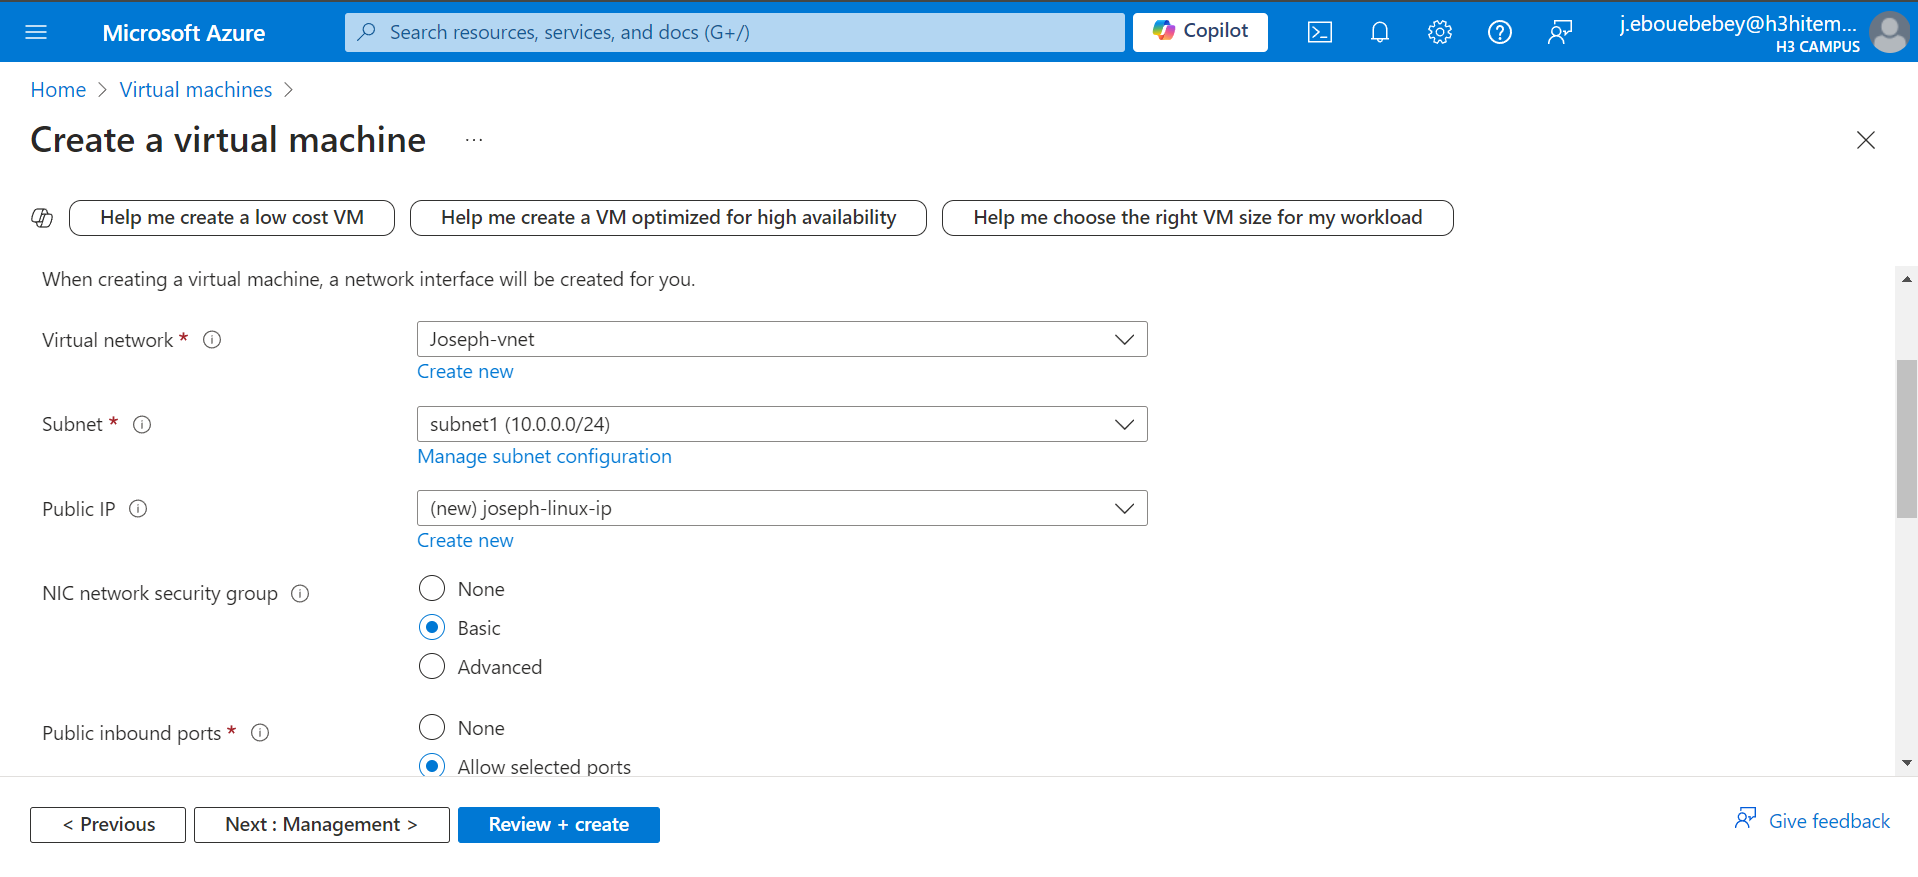 Microsoft Azure
Search resources, services, and docs (G+/)
Copilot
j.ebouebebey@h3hitem...
H3 CAMPUS
Home > Virtual machines >
Create a virtual machine ...
Help me create a low cost VM
Help me create a VM optimized for high availability
Help me choose the right VM size for my workload
When creating a virtual machine, a network interface will be created for you.
Virtual network *
Joseph-vnet
Create new
Subnet *
subnet1 (10.0.0.0/24)
Manage subnet configuration
Public IP
(new) joseph-linux-ip
Create new
NIC network security group
None
Basic
Advanced
Public inbound ports *
None
Allow selected ports
< Previous
Next : Management >
Review + create
Give feedback